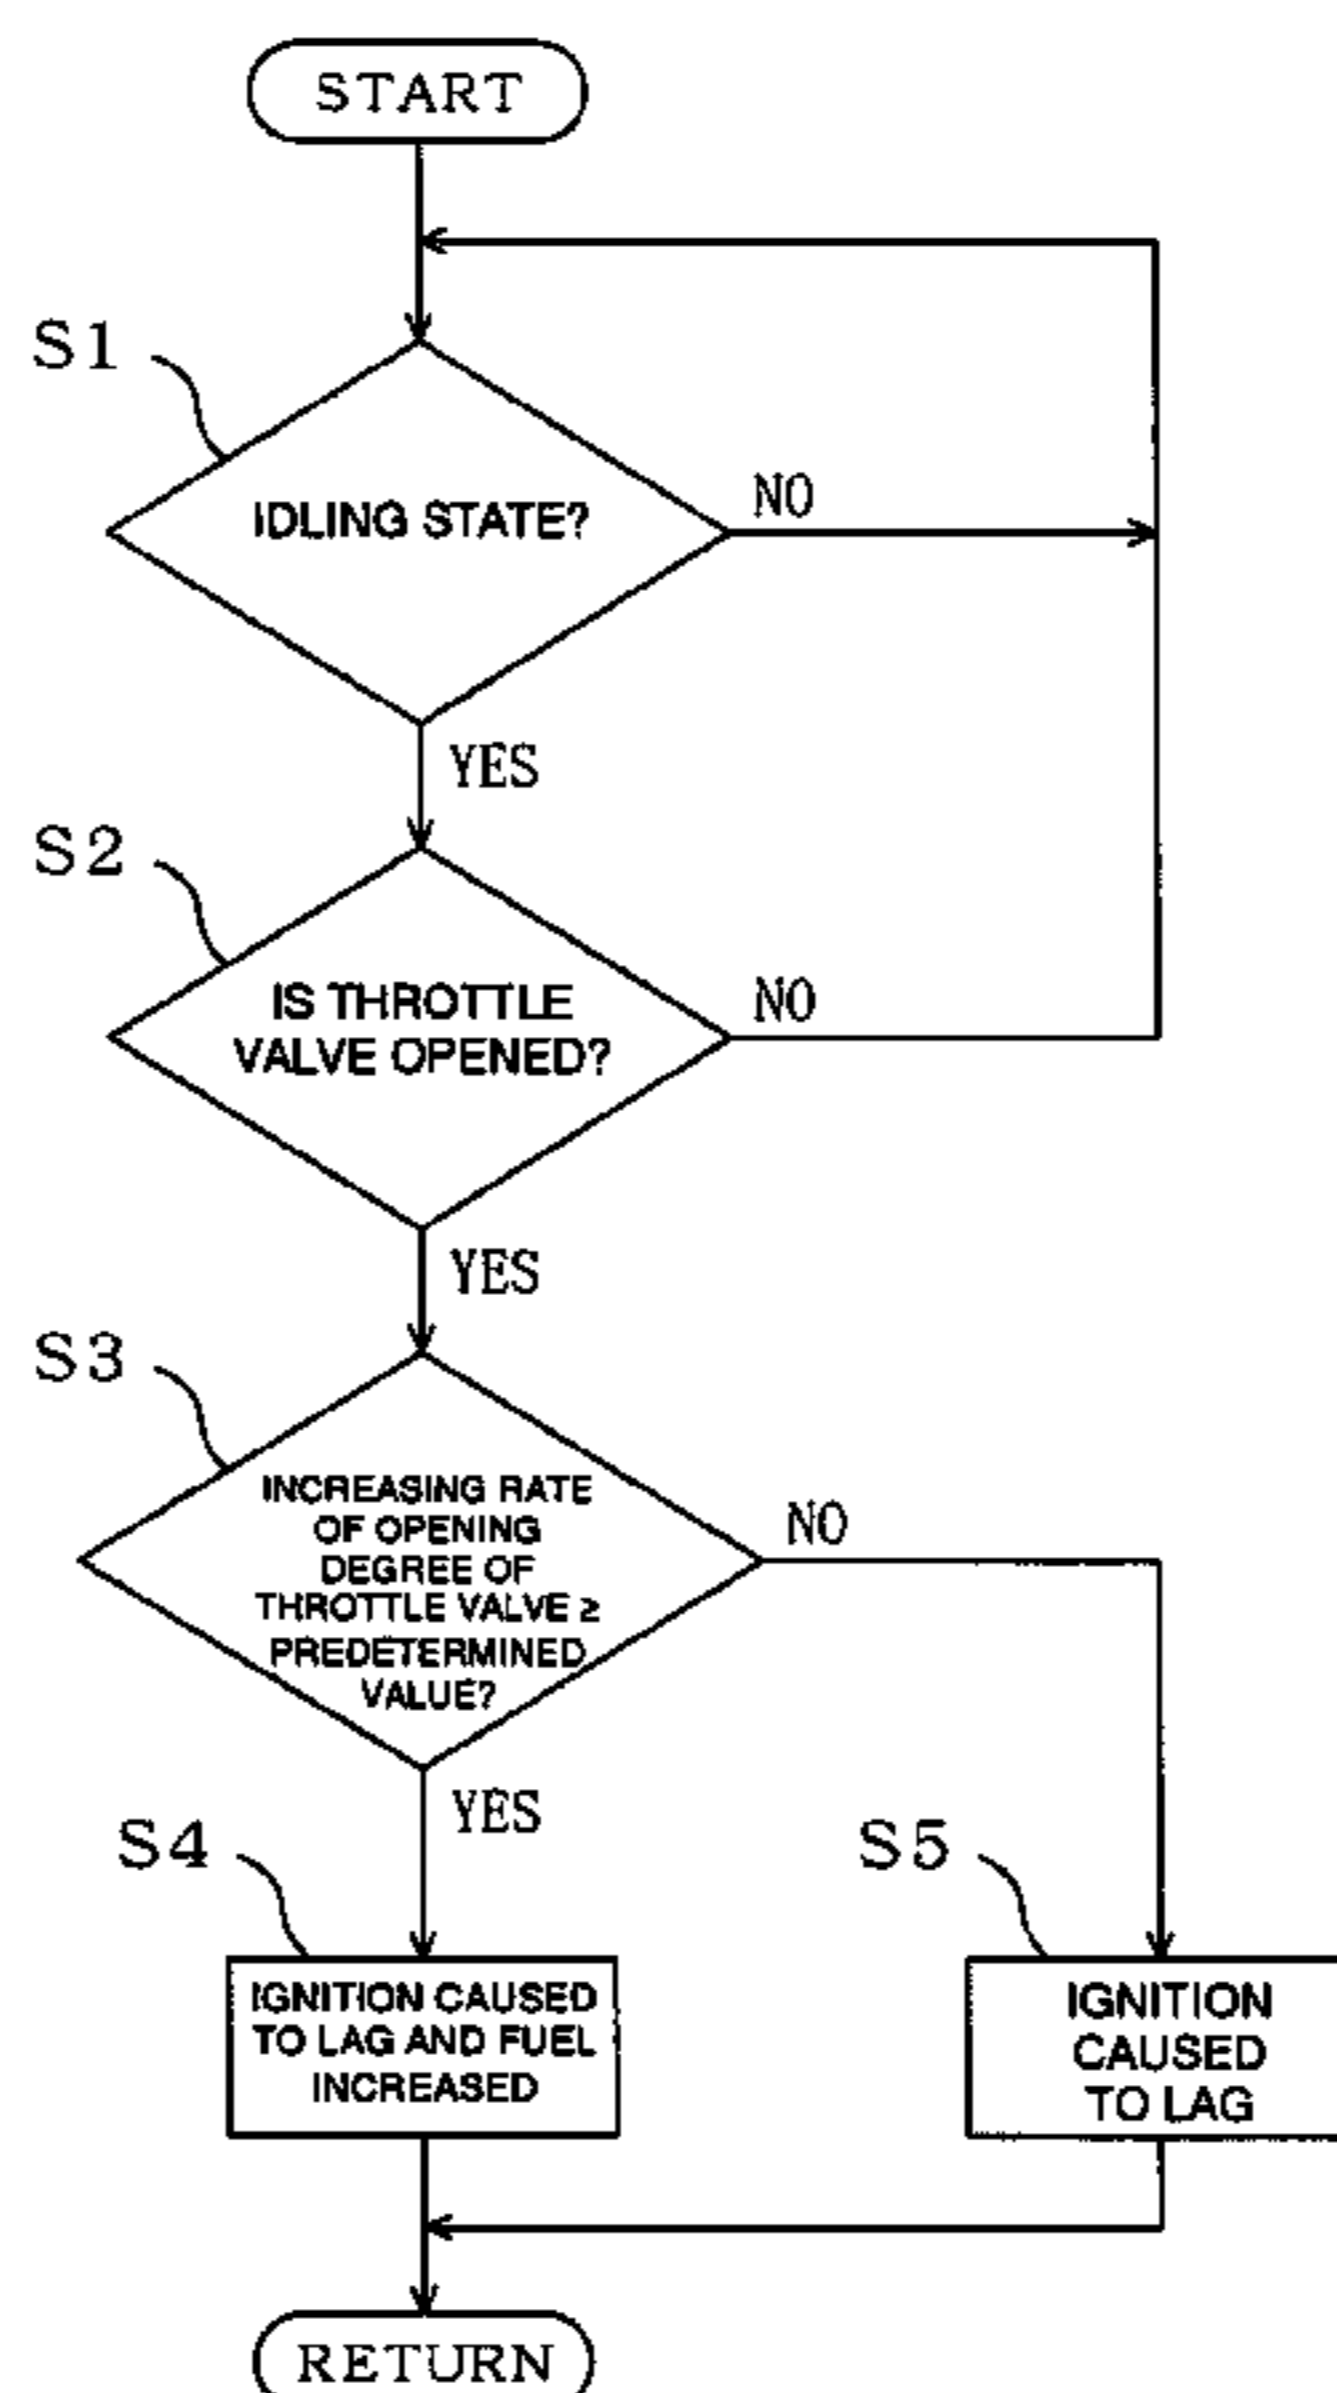 START
S1
IDLING STATE?
NO
YES
S2
IS THROTTLE
VALVE OPENED?
NO
YES
S3
INCREASING RATE
OF OPENING
DEGREE OF
THROTTLE VALVE ≥
PREDETERMINED
VALUE?
NO
YES
S4
IGNITION CAUSED
TO LAG AND FUEL
INCREASED
S5
IGNITION
CAUSED
TO LAG
RETURN